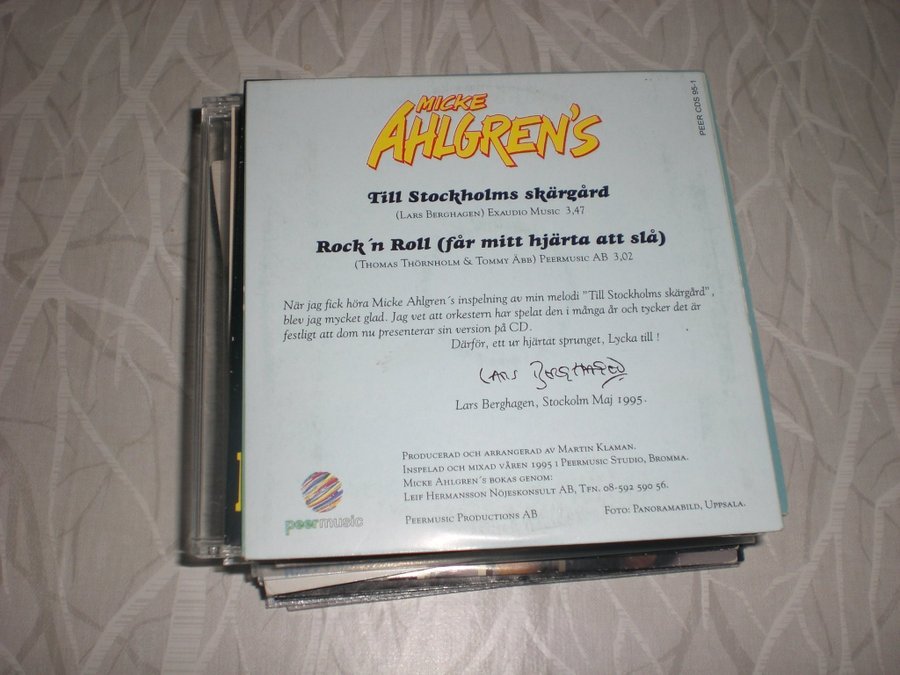 MICKE
AHLGREN'S
PEER CDS 95-1
Till Stockholms skärgård
(Lars Berghagen) Exaudio Music 3,47
Rock´n Roll (får mitt hjärta att slå)
(Thomas Thörnholm & Tommy Äbb) Peermusic AB 3,02
När jag fick höra Micke Ahlgren´s inspelning av min melodi "Till Stockholms skärgård",
blev jag mycket glad. Jag vet att orkestern har spelat den i många år och tycker det är
festligt att dom nu presenterar sin version på CD.
Därför, ett ur hjärtat sprunget, Lycka till !
LARS BERGHAGEN
Lars Berghagen, Stockolm Maj 1995.
Producerad och arrangerad av Martin Klaman.
Inspelad och mixad våren 1995 i Peermusic Studio, Bromma.
Micke Ahlgren´s bokas genom:
Leif Hermansson Nöjeskonsult AB, Tfn. 08-592 590 56.
Peermusic Productions AB
Foto: Panoramabild, Uppsala.
peermusic